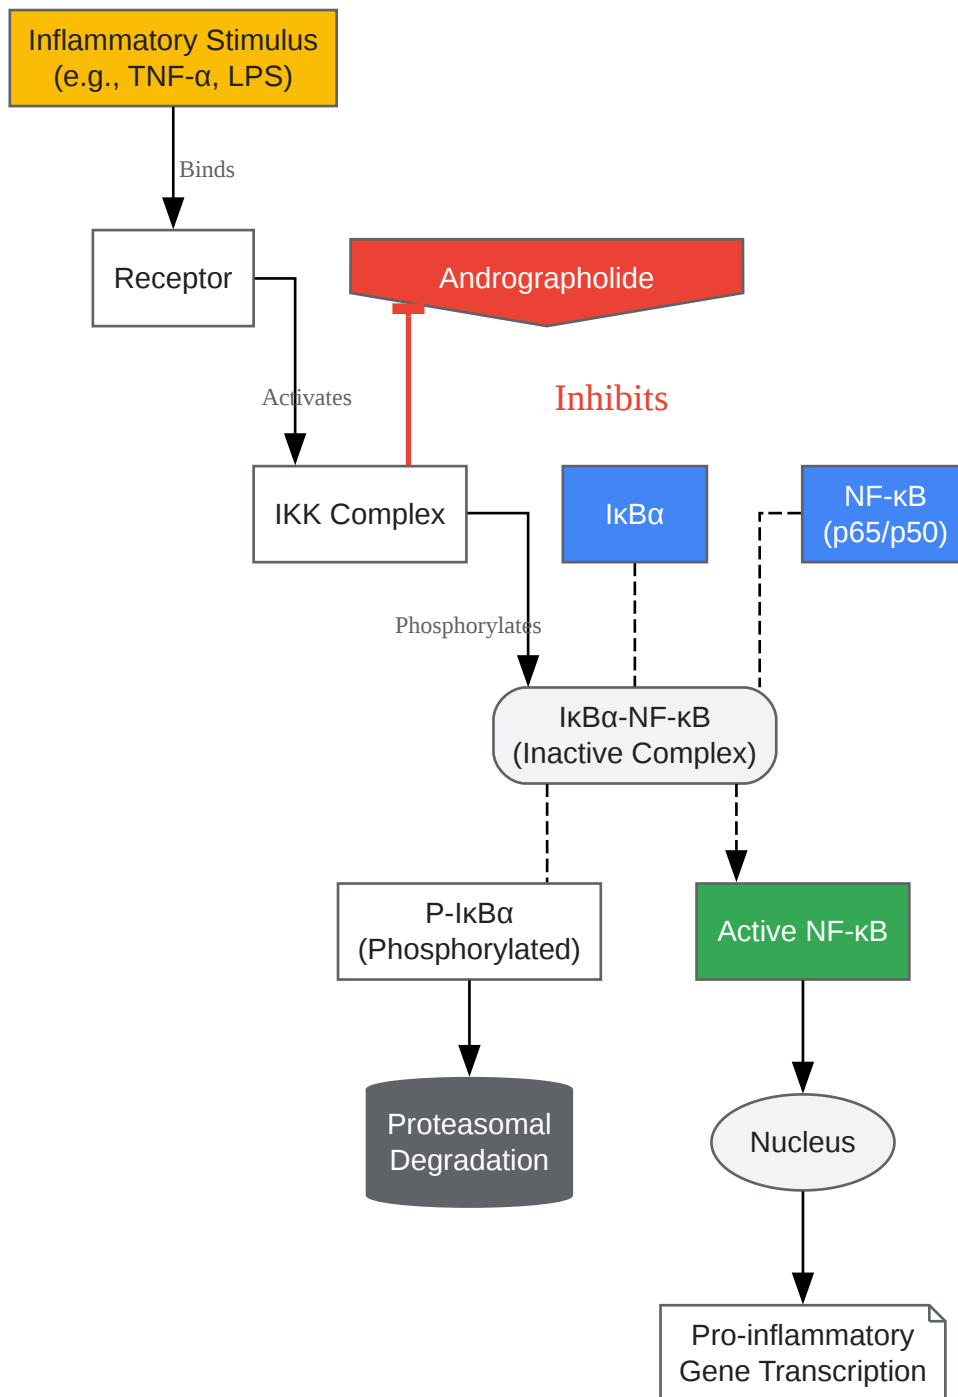 Inflammatory Stimulus
(e.g., TNF-α, LPS)
Binds
Receptor
Andrographolide
Activates
Inhibits
IKK Complex
IκBα
NF-κB
(p65/p50)
Phosphorylates
IκBα-NF-κB
(Inactive Complex)
P-IκBα
(Phosphorylated)
Active NF-κB
Proteasomal
Degradation
Nucleus
Pro-inflammatory
Gene Transcription